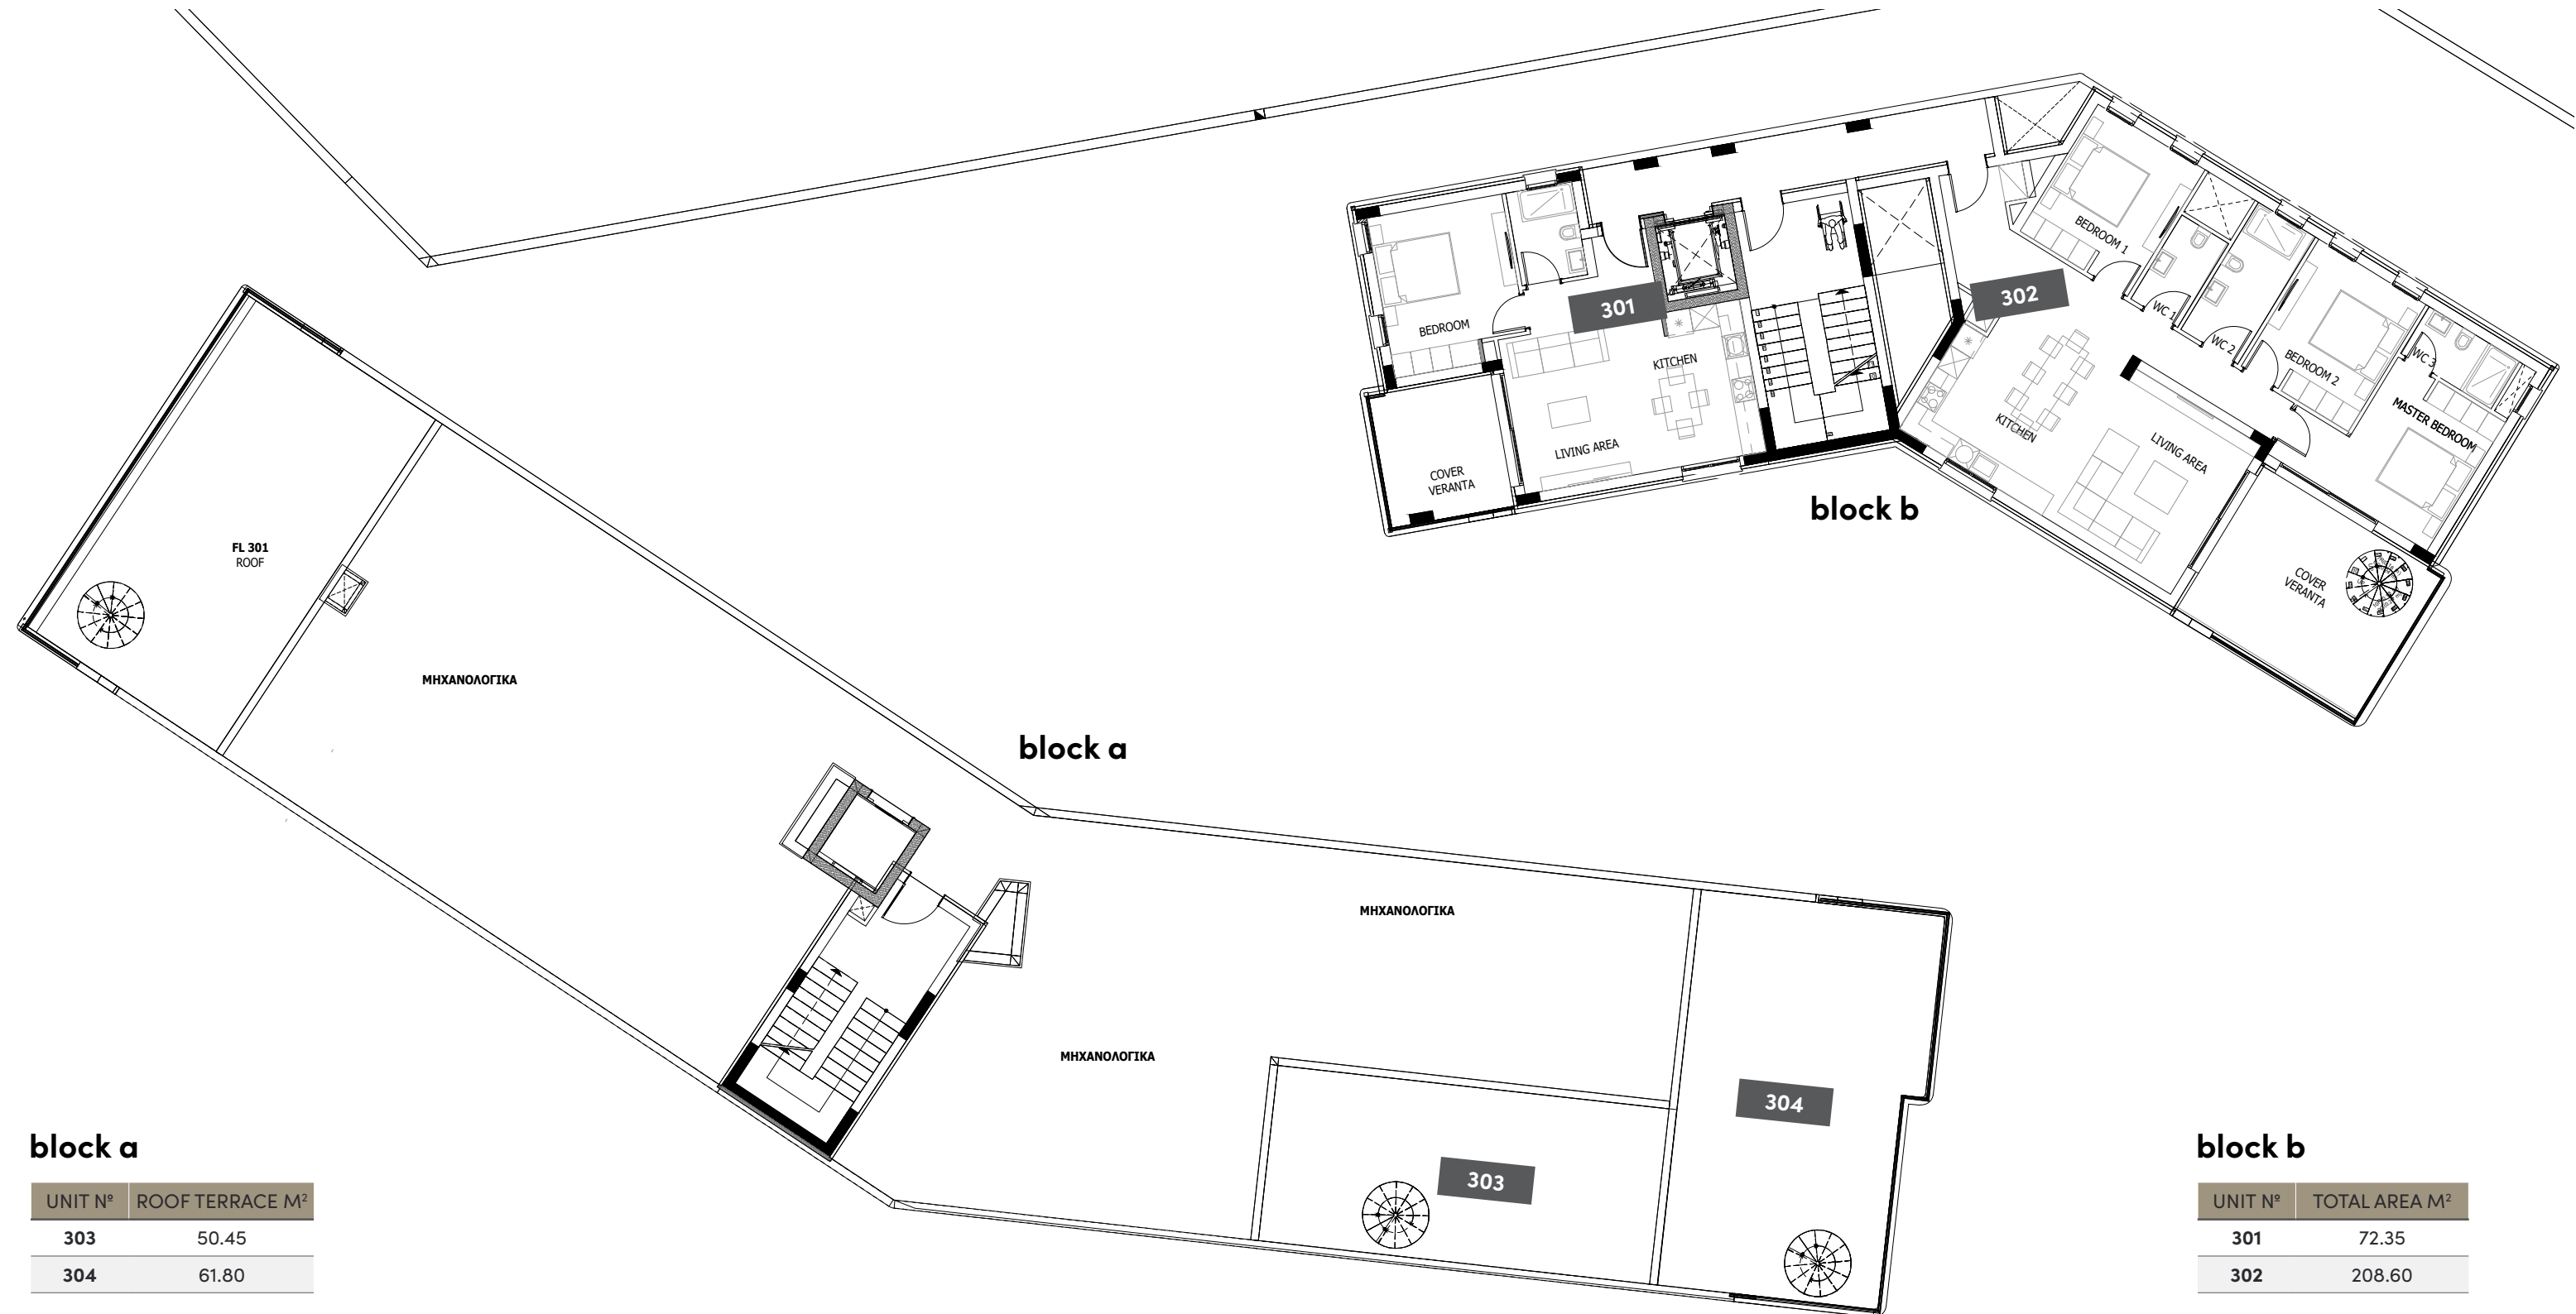 BEDROOM
301
KITCHEN
LIVING AREA
COVER
VERANTA
BEDROOM 1
302
WC 1
WC 2
BEDROOM 2
WC 3
MASTER BEDROOM
KITCHEN
LIVING AREA
COVER
VERANTA
block b
FL 301
ROOF
ΜΗΧΑΝΟΛΟΓΙΚΑ
block a
ΜΗΧΑΝΟΛΟΓΙΚΑ
ΜΗΧΑΝΟΛΟΓΙΚΑ
304
303
block a
UNIT Nº ROOF TERRACE M²
303 50.45
304 61.80
block b
UNIT Nº TOTAL AREA M²
301 72.35
302 208.60